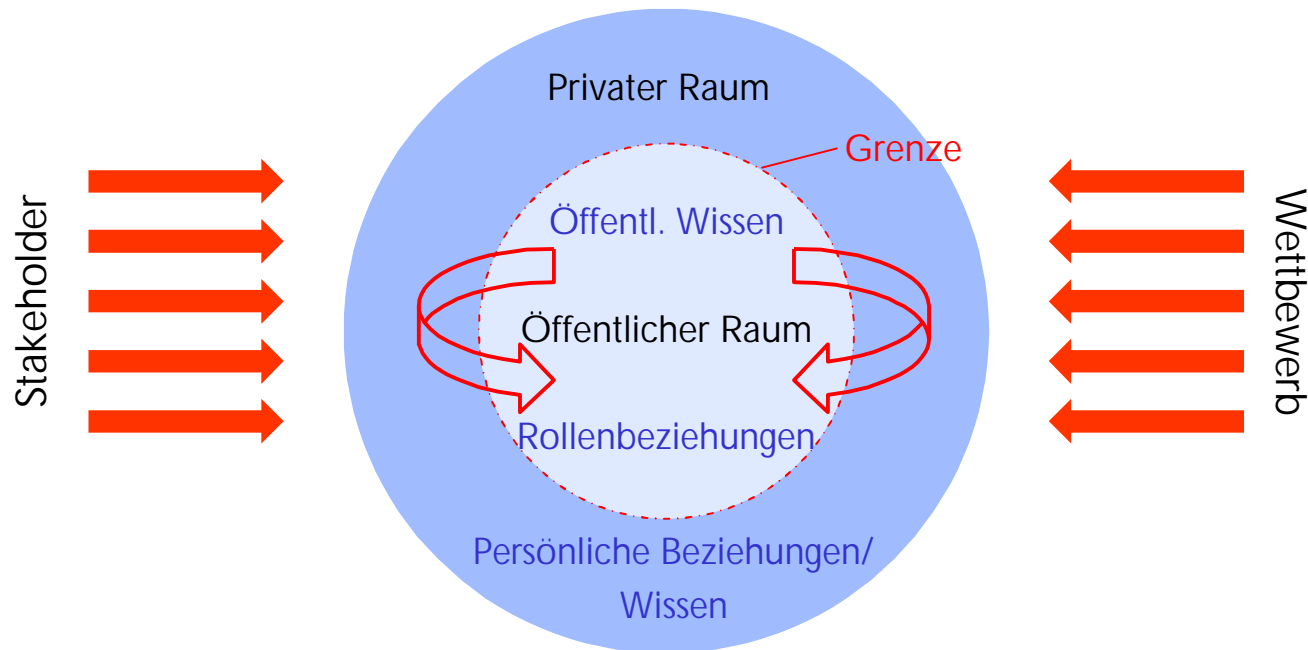 Privater Raum
Grenze
Stakeholder
Öffentl. Wissen
Wettbewerb
Öffentlicher Raum
Rollenbeziehungen
Persönliche Beziehungen/
Wissen